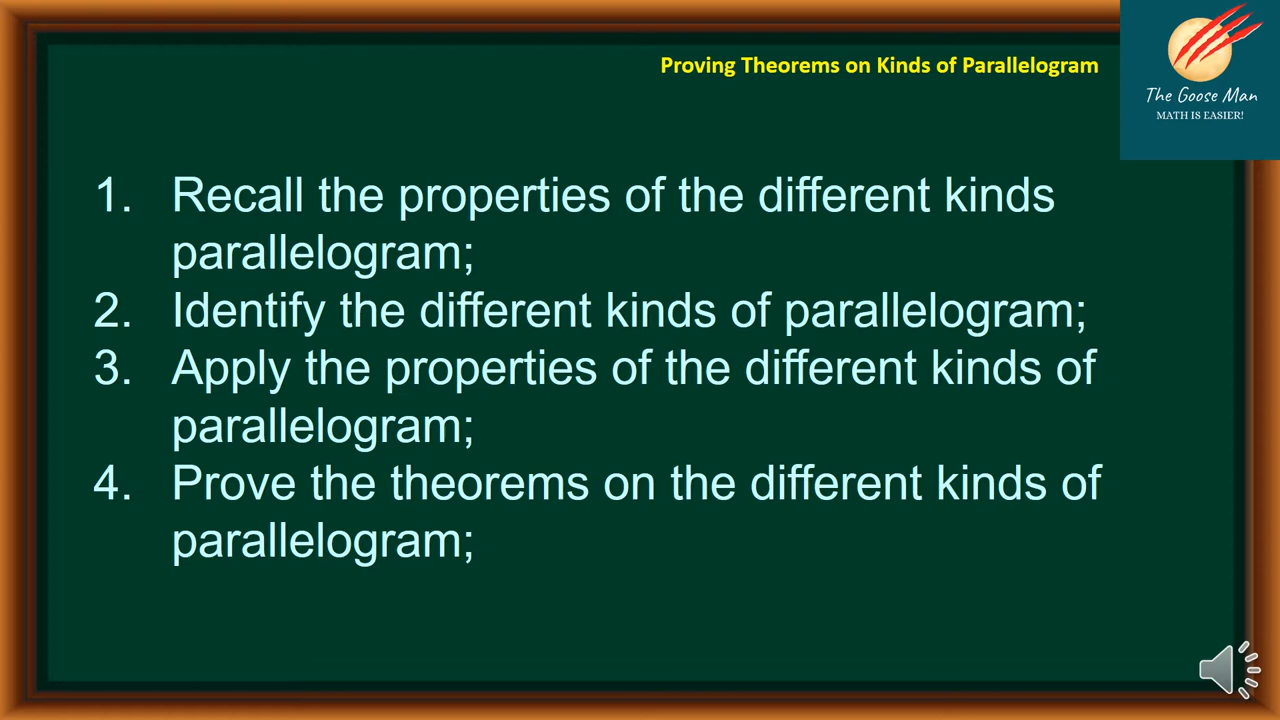 Proving Theorems on Kinds of Parallelogram
The Goose Man
MATH IS EASIER!
1. Recall the properties of the different kinds
parallelogram;
2. Identify the different kinds of parallelogram;
3. Apply the properties of the different kinds of
parallelogram;
4. Prove the theorems on the different kinds of
parallelogram;